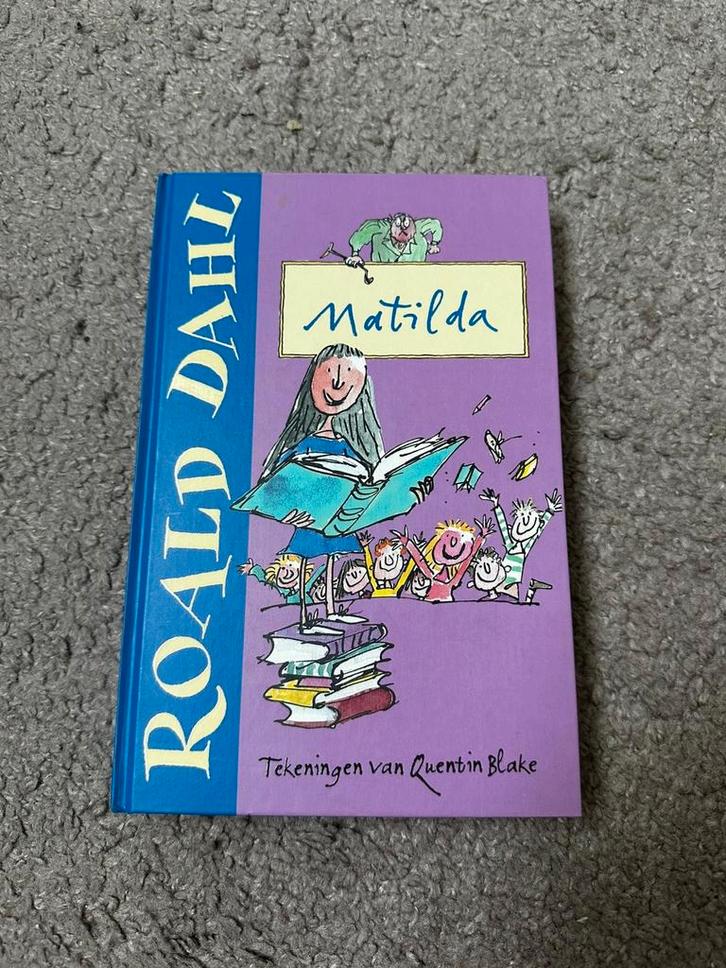 ROALD DAHL
Matilda
Tekeningen van Quentin Blake